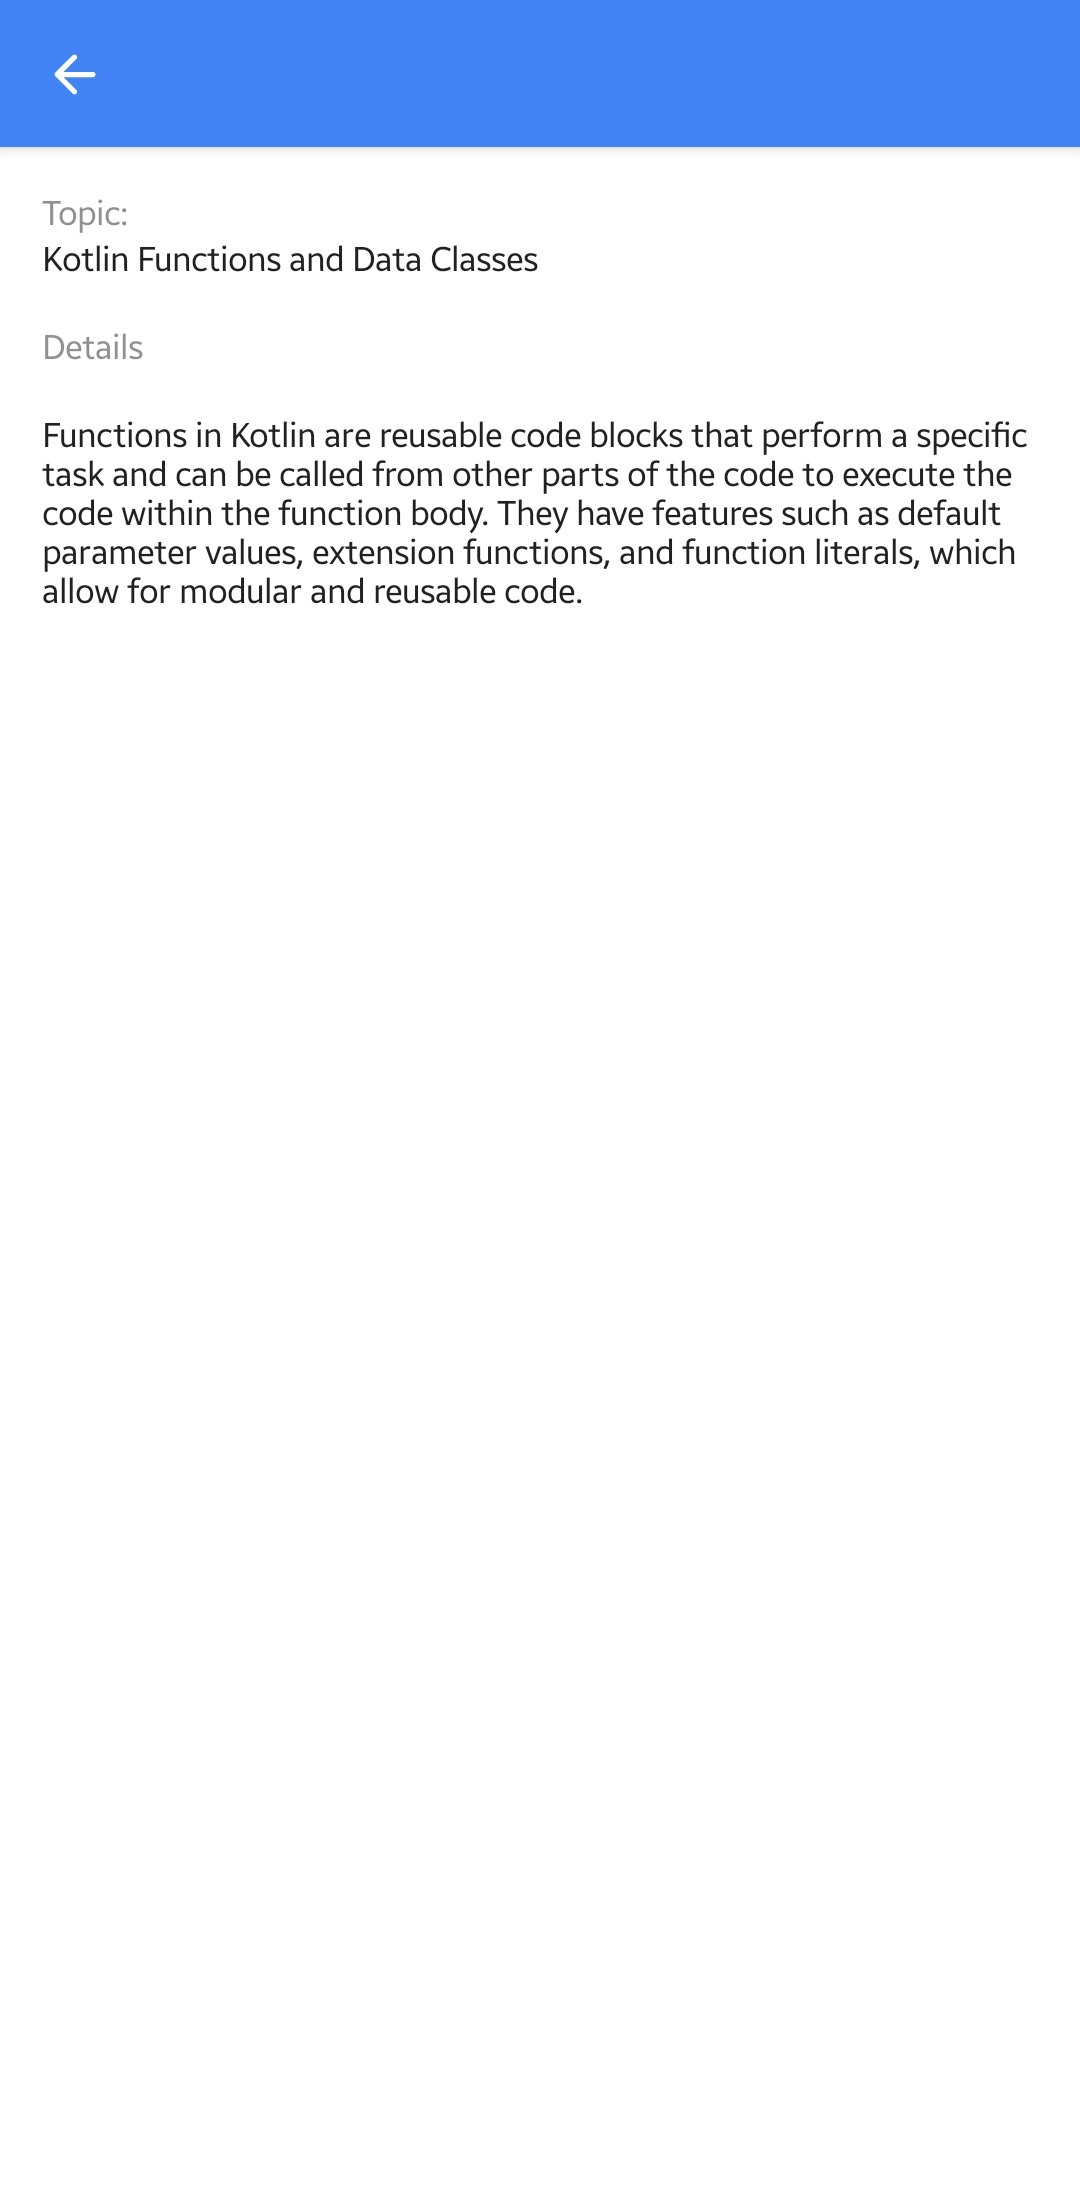 Topic:
Kotlin Functions and Data Classes
Details
Functions in Kotlin are reusable code blocks that perform a specific
task and can be called from other parts of the code to execute the
code within the function body. They have features such as default
parameter values, extension functions, and function literals, which
allow for modular and reusable code.